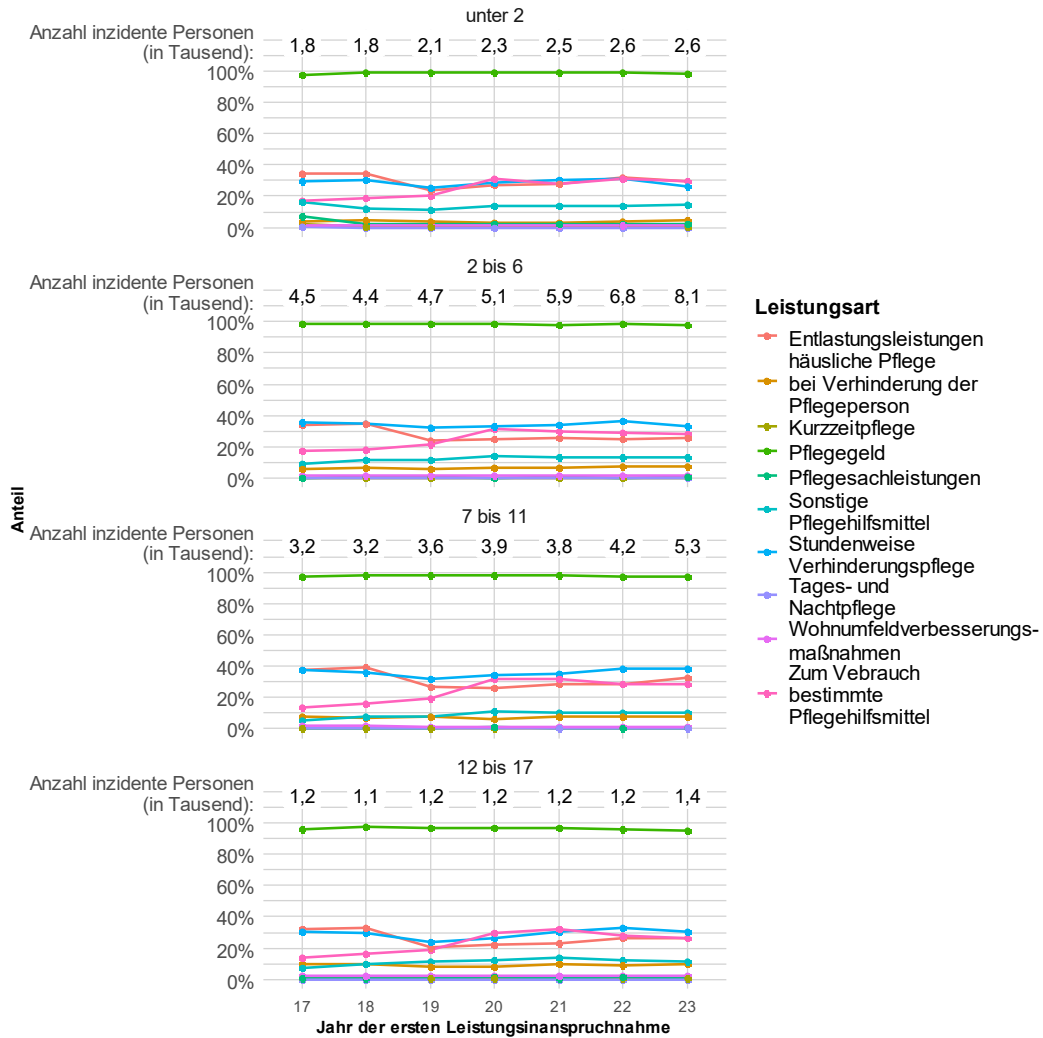 unter 2
Anzahl inzidente Personen
(in Tausend):
1,8 1,8 2,1 2,3 2,5 2,6 2,6
100%
80%
60%
40%
20%
0%
2 bis 6
Anzahl inzidente Personen
(in Tausend):
4,5 4,4 4,7 5,1 5,9 6,8 8,1
100%
80%
60%
40%
20%
0%
7 bis 11
Anzahl inzidente Personen
(in Tausend):
3,2 3,2 3,6 3,9 3,8 4,2 5,3
100%
80%
60%
40%
20%
0%
12 bis 17
Anzahl inzidente Personen
(in Tausend):
1,2 1,1 1,2 1,2 1,2 1,2 1,4
100%
80%
60%
40%
20%
0%
17 18 19 20 21 22 23
Jahr der ersten Leistungsinanspruchnahme
Anteil
Leistungsart
Entlastungsleistungen
häusliche Pflege
bei Verhinderung der
Pflegeperson
Kurzzeitpflege
Pflegegeld
Pflegesachleistungen
Sonstige
Pflegehilfsmittel
Stundenweise
Verhinderungspflege
Tages- und
Nachtpflege
Wohnumfeldverbesserungs-
maßnahmen
Zum Vebrauch
bestimmte
Pflegehilfsmittel